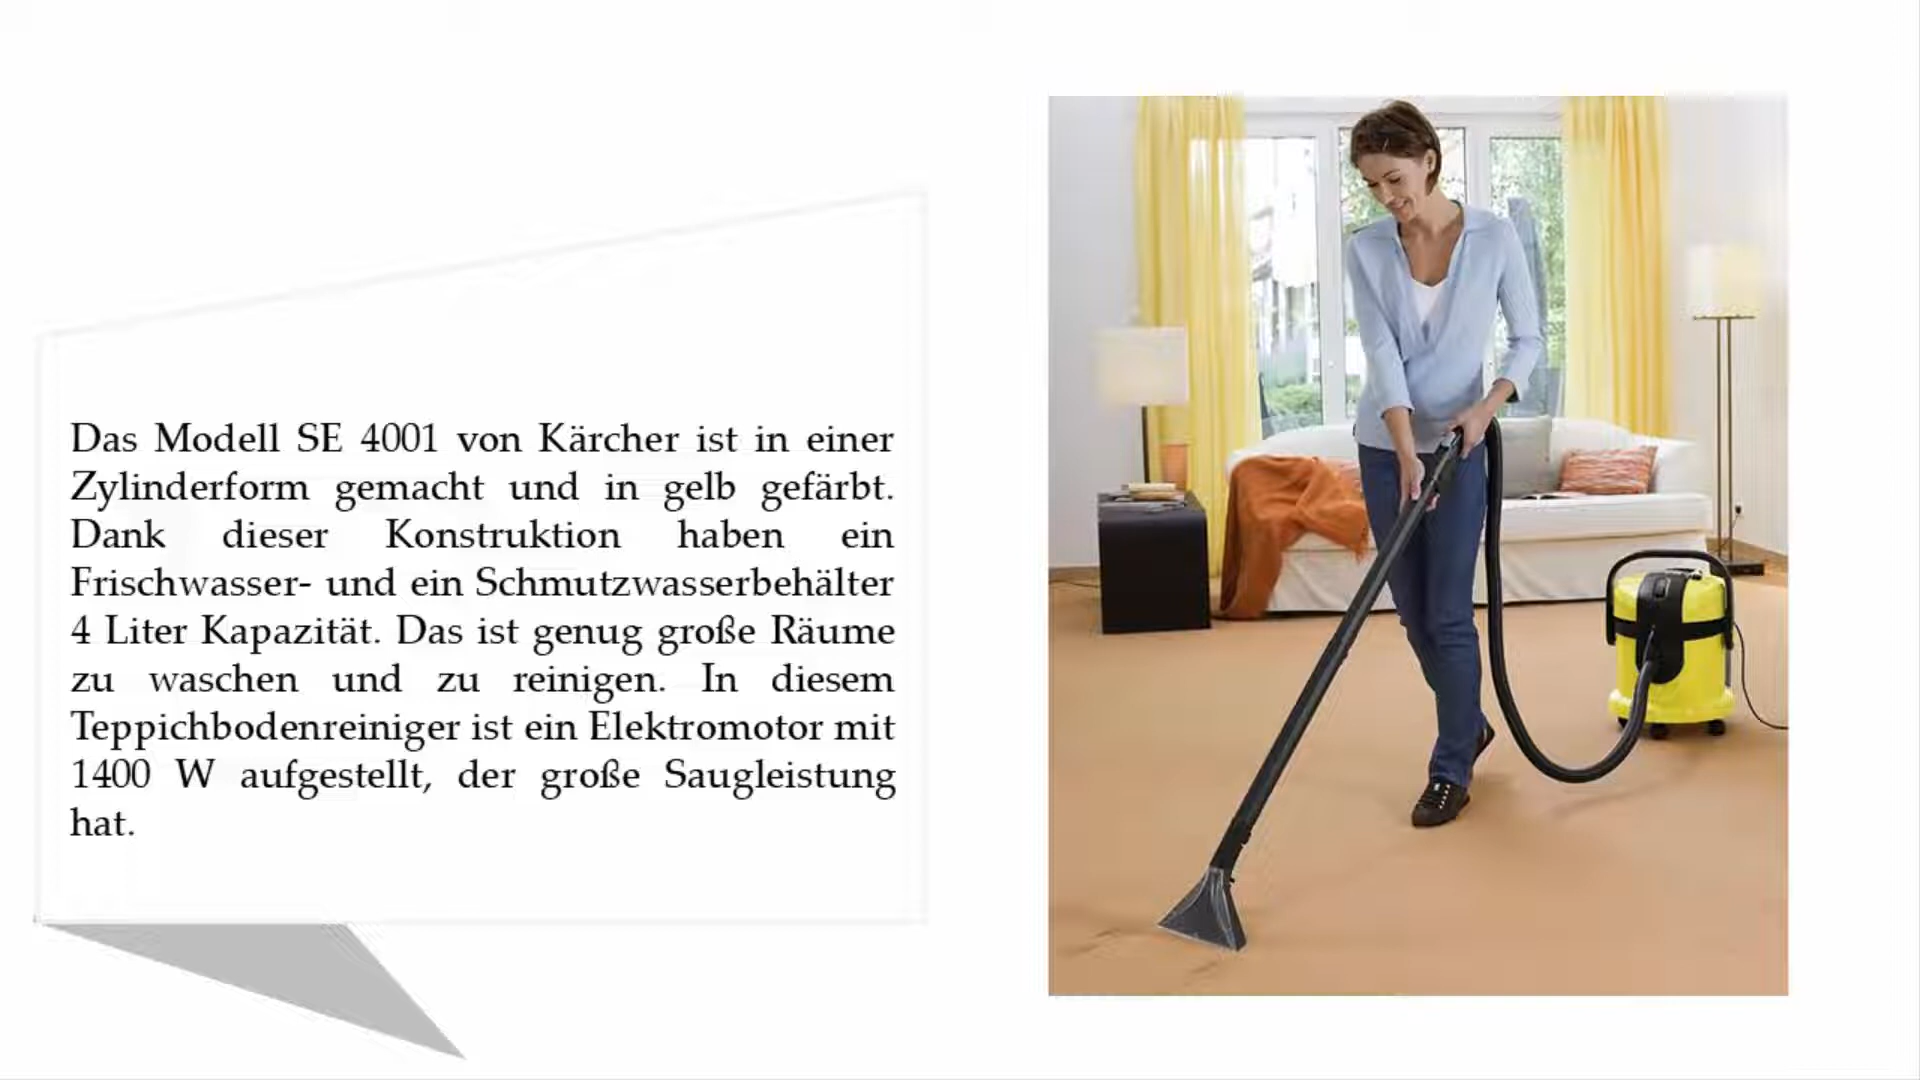 Das Modell SE 4001 von Kärcher ist in einer
Zylinderform gemacht und in gelb gefärbt.
Dank dieser Konstruktion haben ein
Frischwasser- und ein Schmutzwasserbehälter
4 Liter Kapazität. Das ist genug große Räume
zu waschen und zu reinigen. In diesem
Teppichbodenreiniger ist ein Elektromotor mit
1400 W aufgestellt, der große Saugleistung
hat.